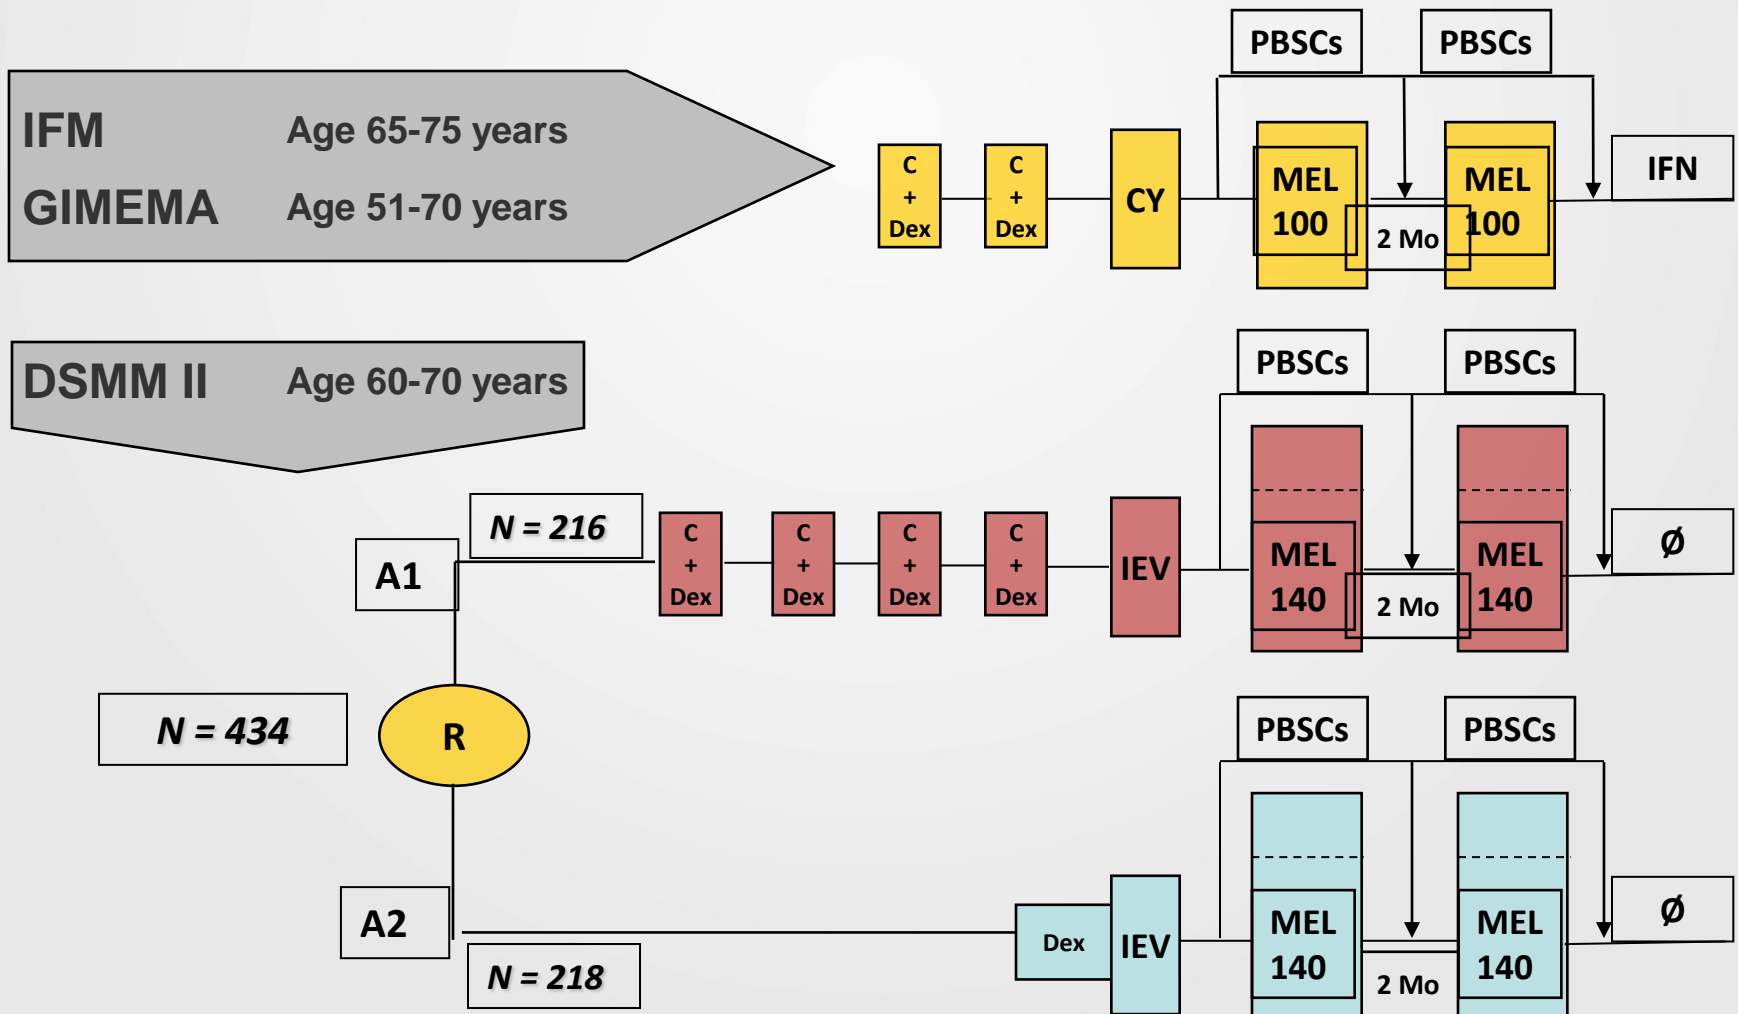 PBSCs PBSCs
IFM Age 65-75 years
GIMEMA Age 51-70 years
C
+
Dex
C
+
Dex
CY
MEL
100
2 Mo
MEL
100
IFN
DSMM II Age 60-70 years
PBSCs PBSCs
A1
N = 216
C
+
Dex
C
+
Dex
C
+
Dex
C
+
Dex
IEV
MEL
140
2 Mo
MEL
140
Ø
N = 434
R
PBSCs PBSCs
A2
N = 218
Dex
IEV
MEL
140
2 Mo
MEL
140
Ø